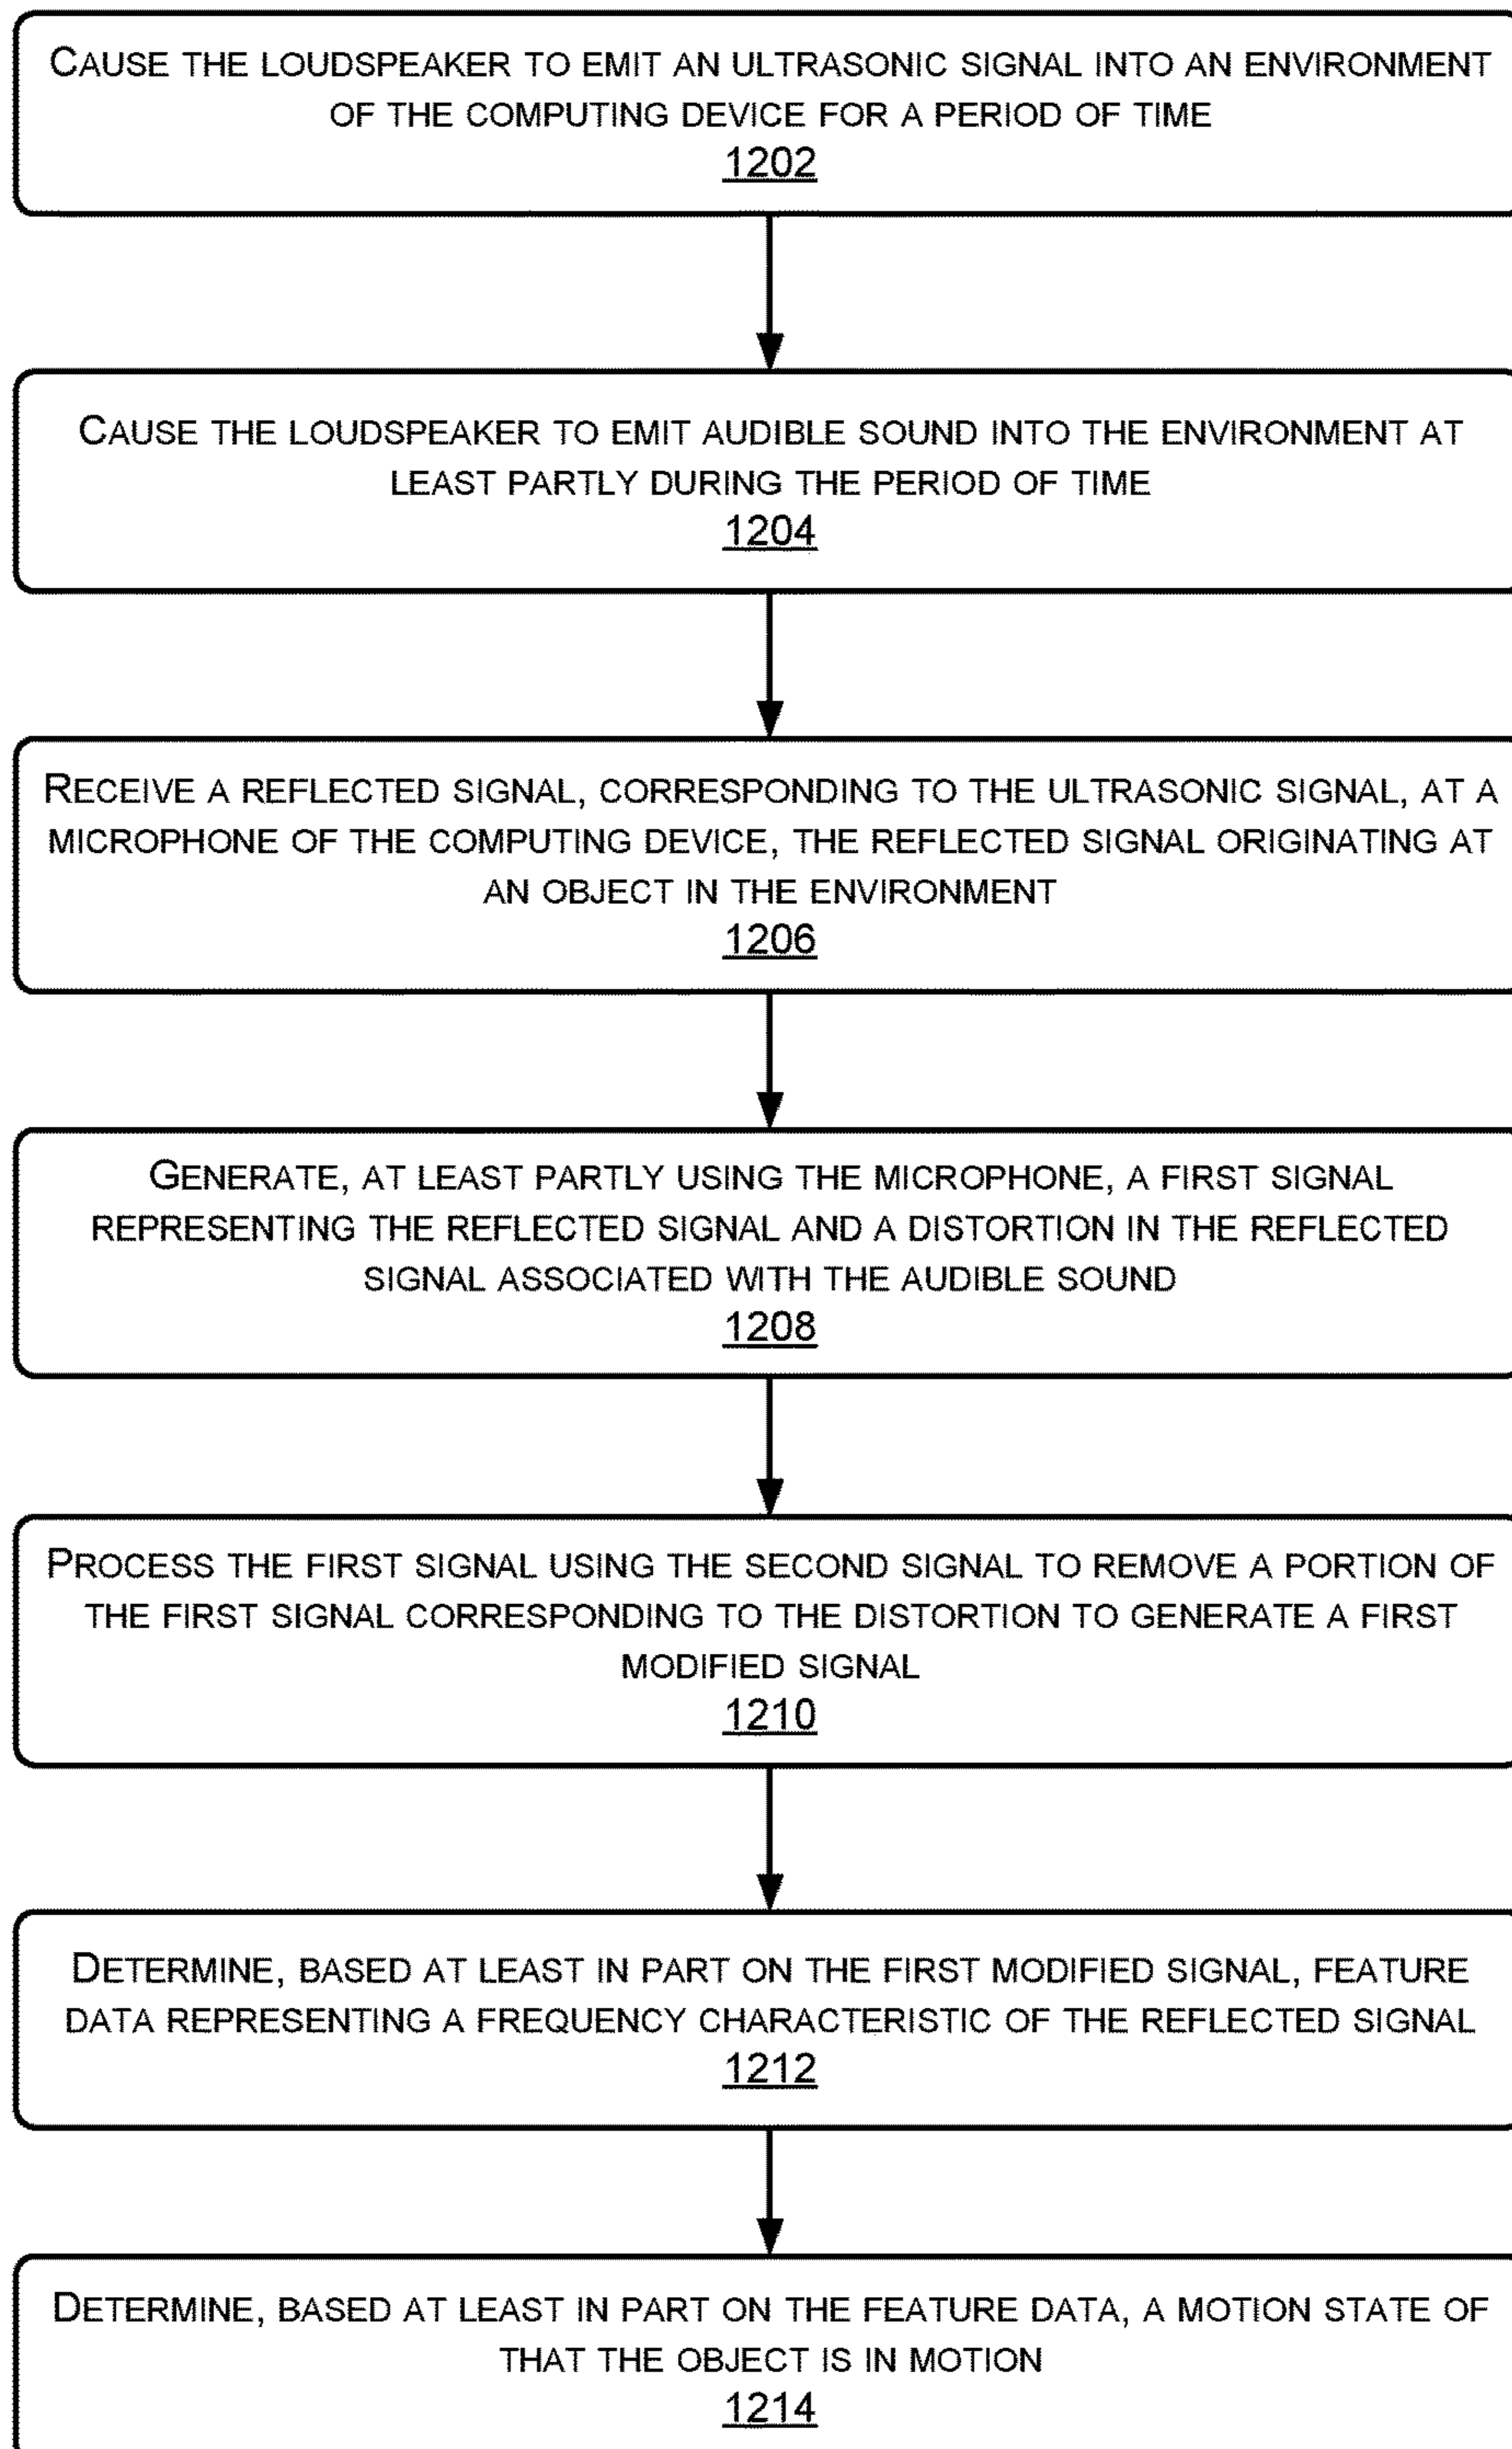 CAUSE THE LOUDSPEAKER TO EMIT AN ULTRASONIC SIGNAL INTO AN ENVIRONMENT
OF THE COMPUTING DEVICE FOR A PERIOD OF TIME
1202
CAUSE THE LOUDSPEAKER TO EMIT AUDIBLE SOUND INTO THE ENVIRONMENT AT
LEAST PARTLY DURING THE PERIOD OF TIME
1204
RECEIVE A REFLECTED SIGNAL, CORRESPONDING TO THE ULTRASONIC SIGNAL, AT A
MICROPHONE OF THE COMPUTING DEVICE, THE REFLECTED SIGNAL ORIGINATING AT
AN OBJECT IN THE ENVIRONMENT
1206
GENERATE, AT LEAST PARTLY USING THE MICROPHONE, A FIRST SIGNAL
REPRESENTING THE REFLECTED SIGNAL AND A DISTORTION IN THE REFLECTED
SIGNAL ASSOCIATED WITH THE AUDIBLE SOUND
1208
PROCESS THE FIRST SIGNAL USING THE SECOND SIGNAL TO REMOVE A PORTION OF
THE FIRST SIGNAL CORRESPONDING TO THE DISTORTION TO GENERATE A FIRST
MODIFIED SIGNAL
1210
DETERMINE, BASED AT LEAST IN PART ON THE FIRST MODIFIED SIGNAL, FEATURE
DATA REPRESENTING A FREQUENCY CHARACTERISTIC OF THE REFLECTED SIGNAL
1212
DETERMINE, BASED AT LEAST IN PART ON THE FEATURE DATA, A MOTION STATE OF
THAT THE OBJECT IS IN MOTION
1214